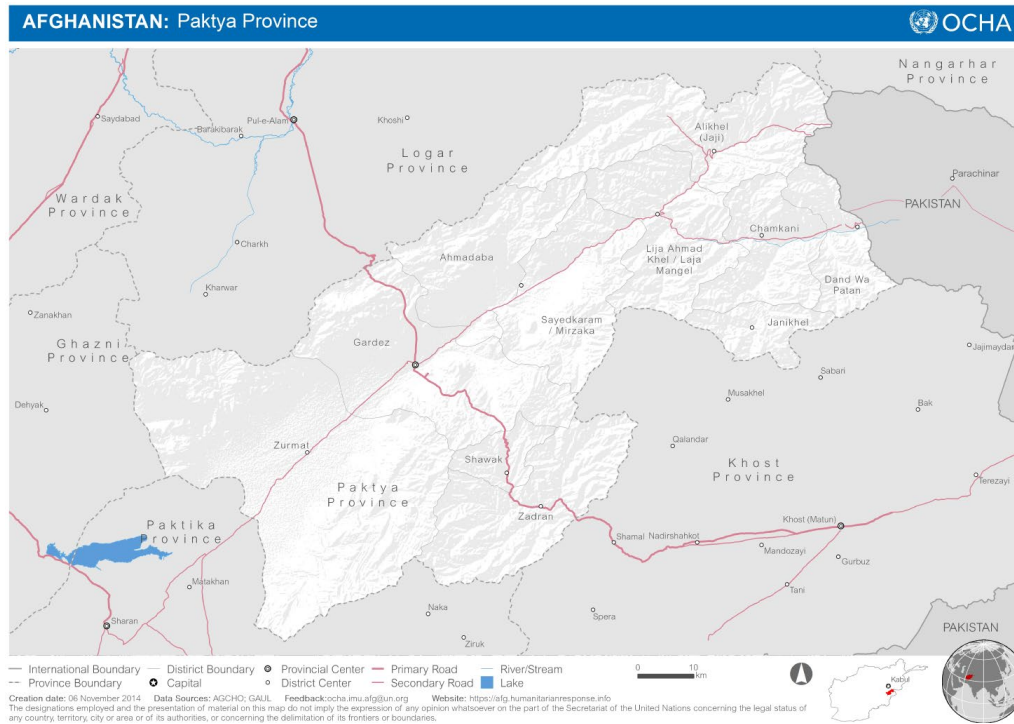 AFGHANISTAN: Paktya Province
OCHA
Nangarhar
Province
Saydabad
Pul-e-Alam
Barakibarak
Khoshi
Alikhel
(Jaji)
Logar
Province
Parachinar
Wardak
Province
PAKISTAN
Charkh
Chamkani
Lija Ahmad
Khel / Laja
Mangel
Ahmadaba
Dand Wa
Patan
Kharwar
Zanakhan
Sayedkaram
/ Mirzaka
Janikhel
Ghazni
Province
Gardez
Jajimaydan
Sabari
Dehyak
Musakhel
Bak
Zurmat
Qalandar
Shawak
Khost
Province
Paktya
Province
Terezayi
Zadran
Khost (Matun)
Paktika
Province
Shamal
Nadirshahkot
Mandozayi
Gurbuz
Matakhan
Tani
Naka
Spera
Sharan
Ziruk
PAKISTAN
International Boundary
District Boundary
Provincial Center
Primary Road
River/Stream
0 10
km
Kabul
Province Boundary
Capital
District Center
Secondary Road
Lake
Creation date: 06 November 2014 Data Sources: AGCHO; GAUL Feedback:ocha.imu.afg@un.org Website: https://afg.humanitarianresponse.info
The designations employed and the presentation of material on this map do not imply the expression of any opinion whatsoever on the part of the Secretariat of the United Nations concerning the legal status of
any country, territory, city or area or of its authorities, or concerning the delimitation of its frontiers or boundaries.